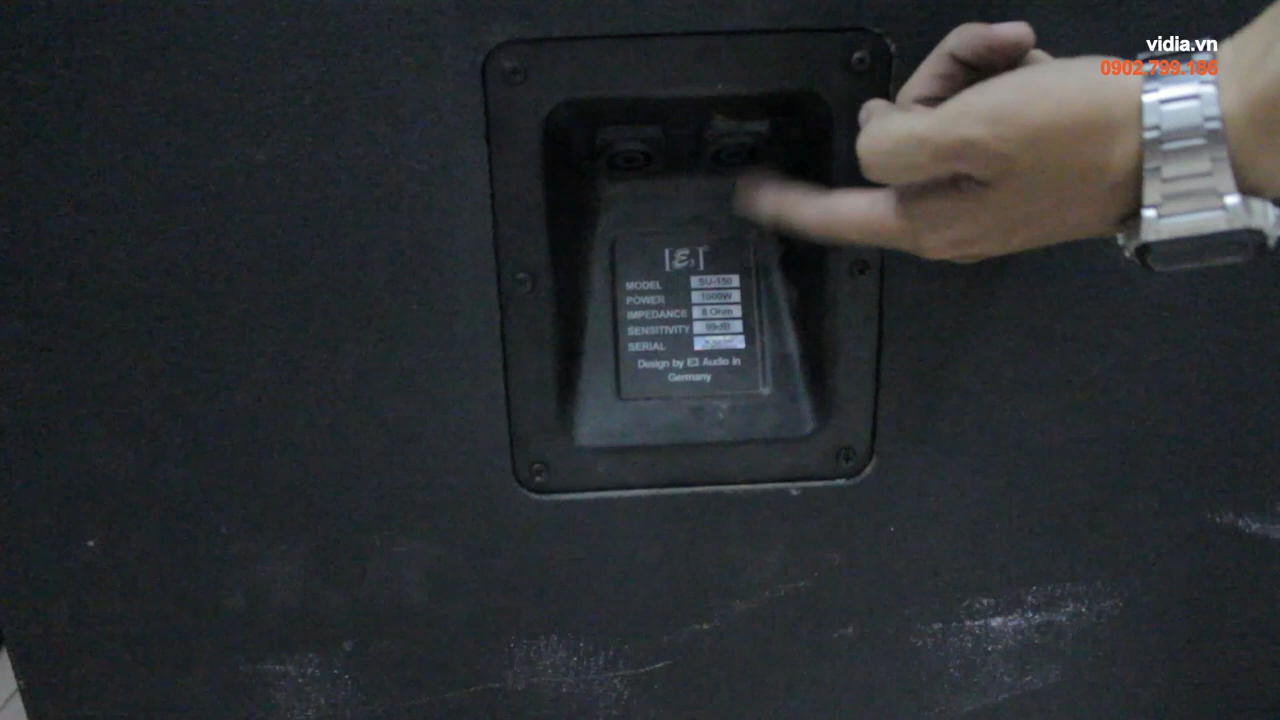 vidia.vn
0902.799.186
[E3]
MODEL SU-150
POWER 1000W
IMPEDANCE 8 Ohm
SENSITIVITY 99dB
SERIAL
Design by E3 Audio in
Germany